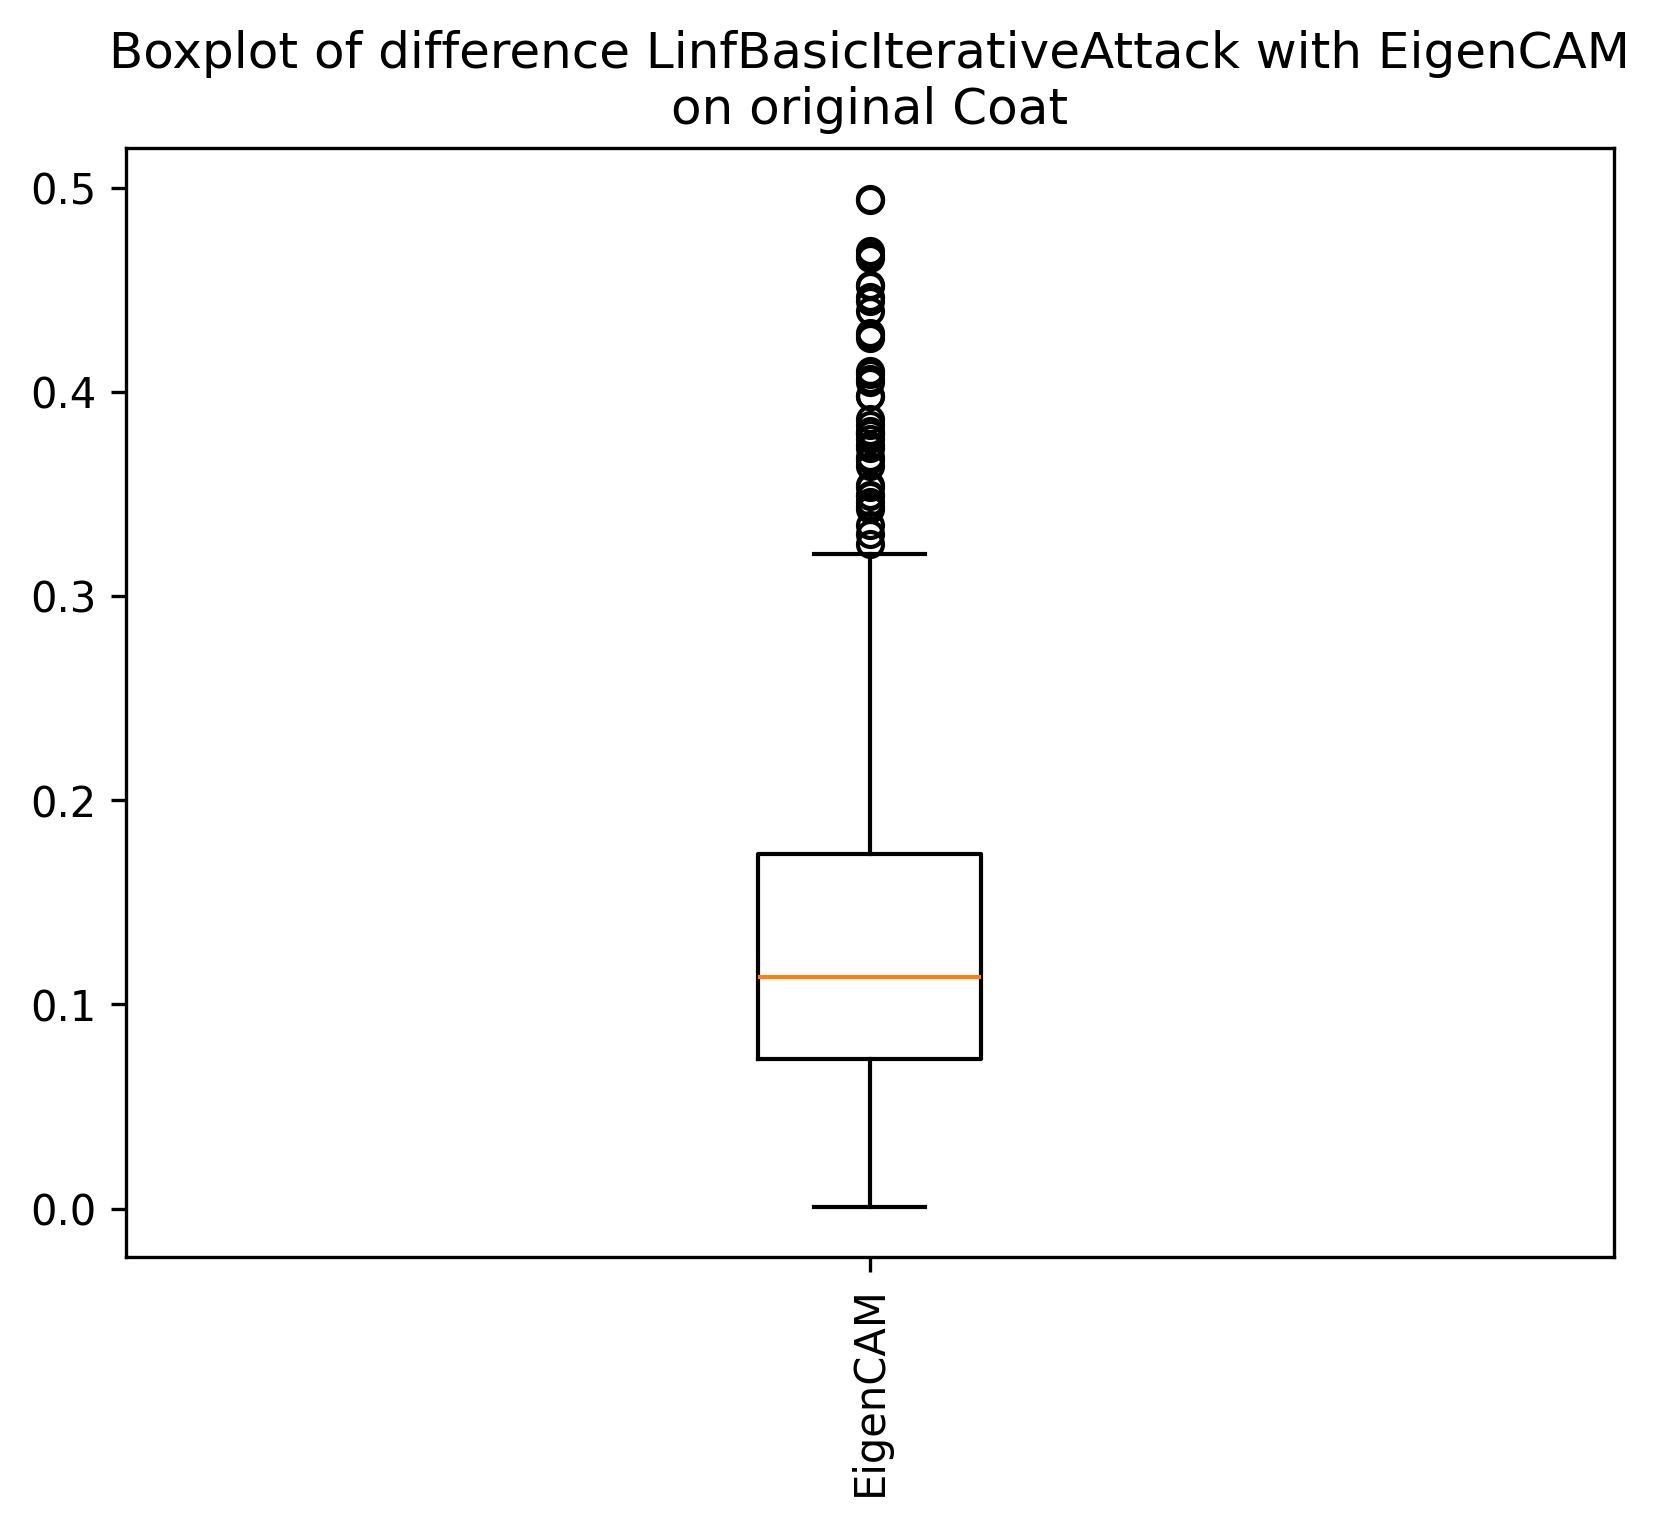 Boxplot of difference LinfBasicIterativeAttack with EigenCAM
on original Coat
0.5
0.4
0.3
0.2
0.1
0.0
EigenCAM